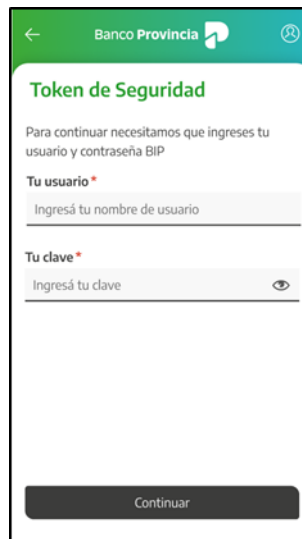 Banco Provincia
Token de Seguridad
Para continuar necesitamos que ingreses tu
usuario y contraseña BIP
Tu usuario *
Ingresá tu nombre de usuario
Tu clave *
Ingresá tu clave
Continuar